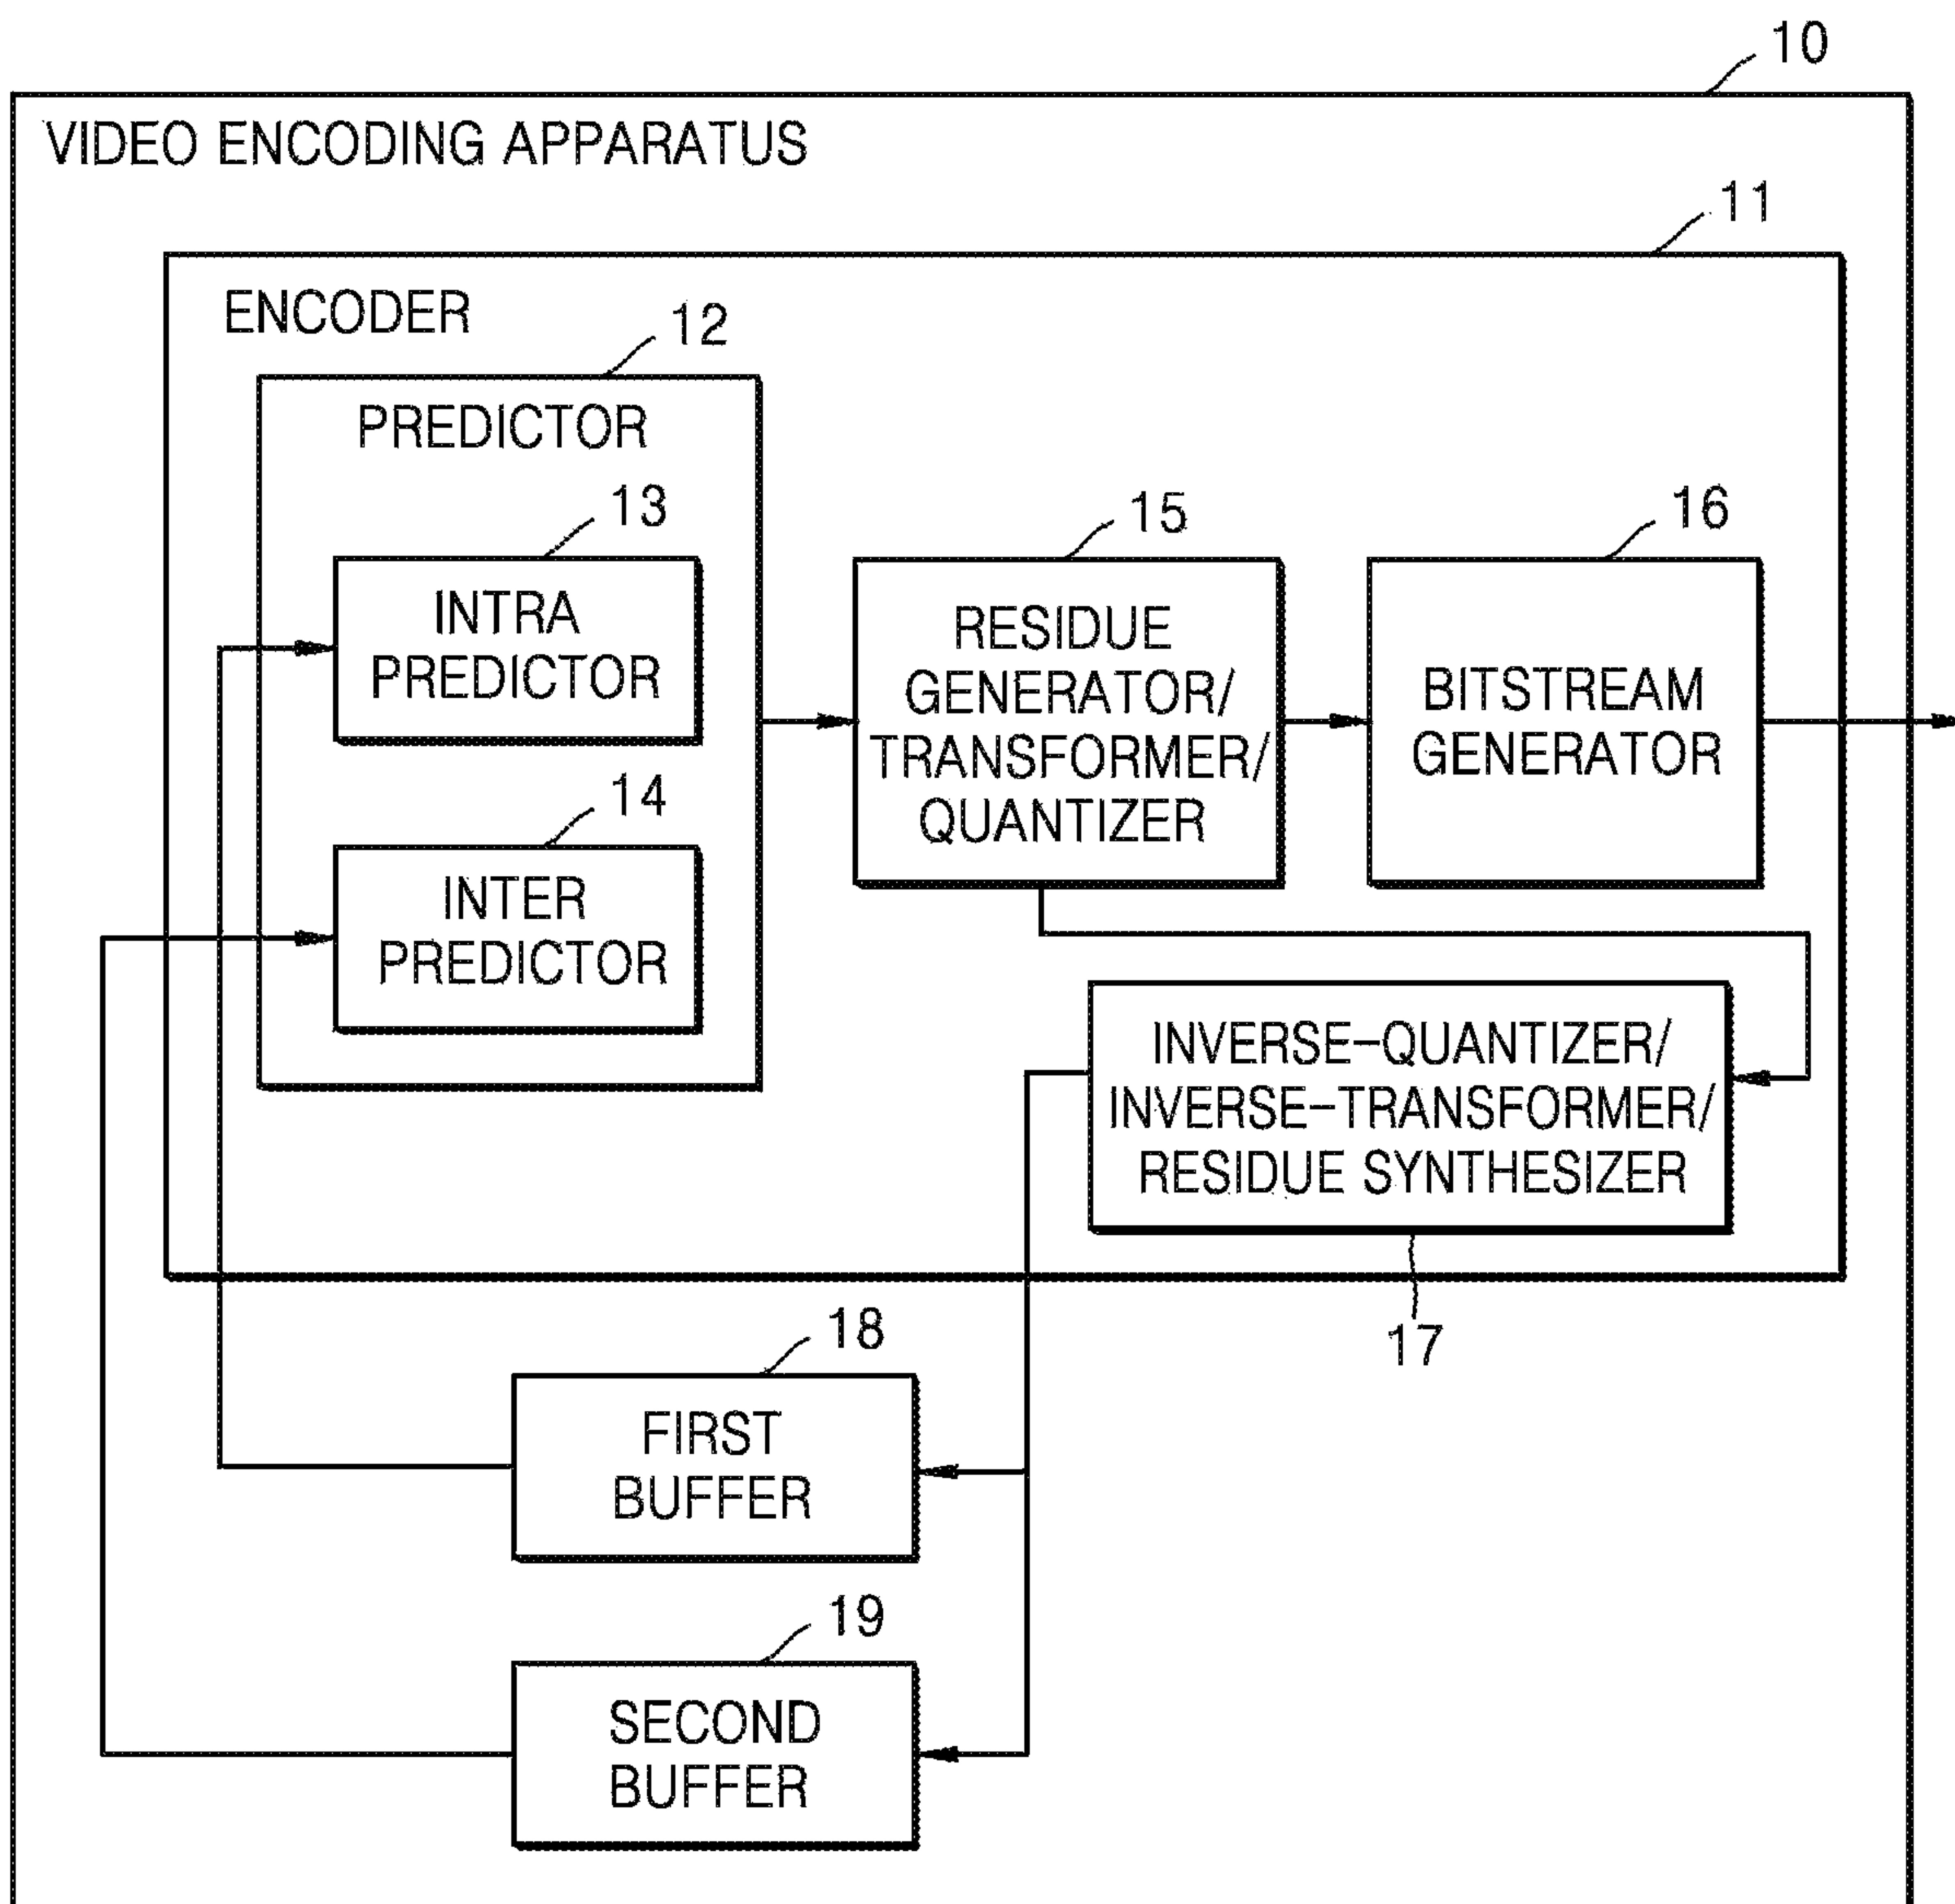 10
VIDEO ENCODING APPARATUS
11
ENCODER
12
PREDICTOR
13
INTRA
PREDICTOR
14
INTER
PREDICTOR
15
RESIDUE
GENERATOR/
TRANSFORMER/
QUANTIZER
16
BITSTREAM
GENERATOR
INVERSE-QUANTIZER/
INVERSE-TRANSFORMER/
RESIDUE SYNTHESIZER
17
18
FIRST
BUFFER
19
SECOND
BUFFER